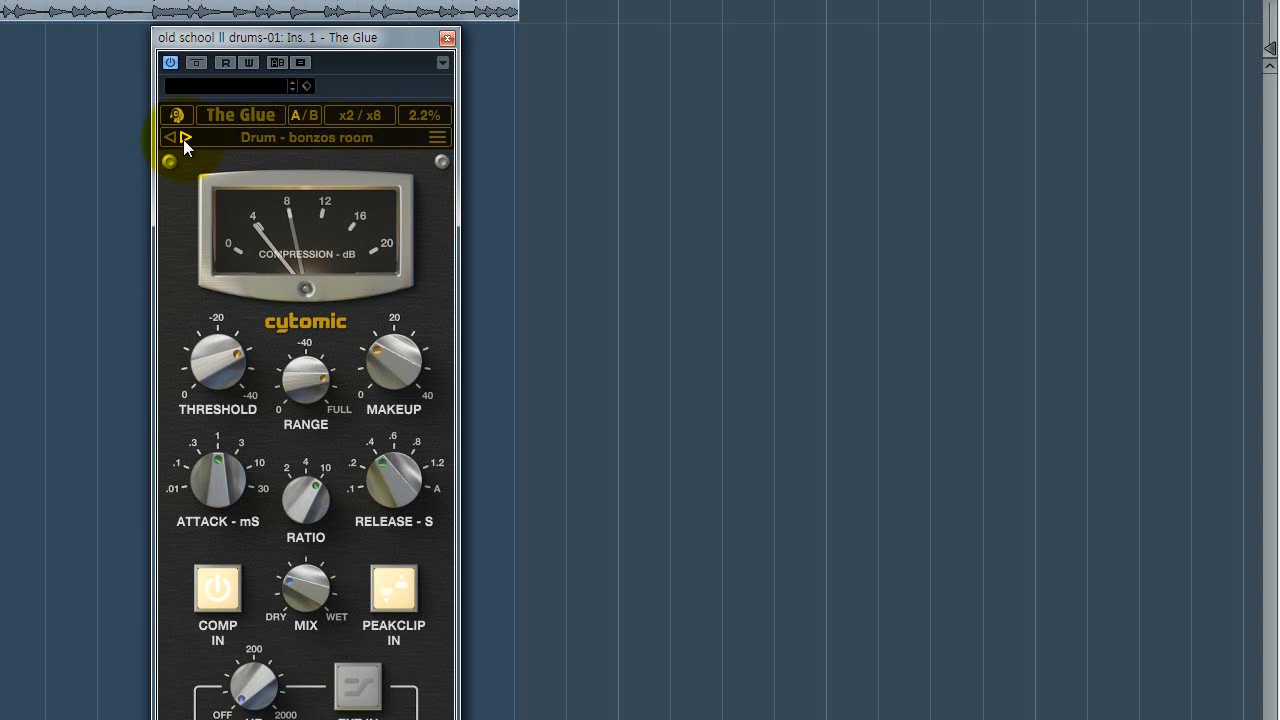 old school ll drums-01: Ins. 1 - The Glue
R W AB
The Glue A/B x2 / x8 2.2%
Drum - bonzos room
0 4 8 12 16 20
COMPRESSION - dB
cytomic
-20
0 -40
THRESHOLD
-40
0 FULL
RANGE
20
0 40
MAKEUP
.01 .1 .3 1 3 10 30
ATTACK - mS
2 4 10
RATIO
.1 .2 .4 .6 .8 1.2 A
RELEASE - S
COMP
IN
DRY WET
MIX
PEAKCLIP
IN
200
OFF 2000